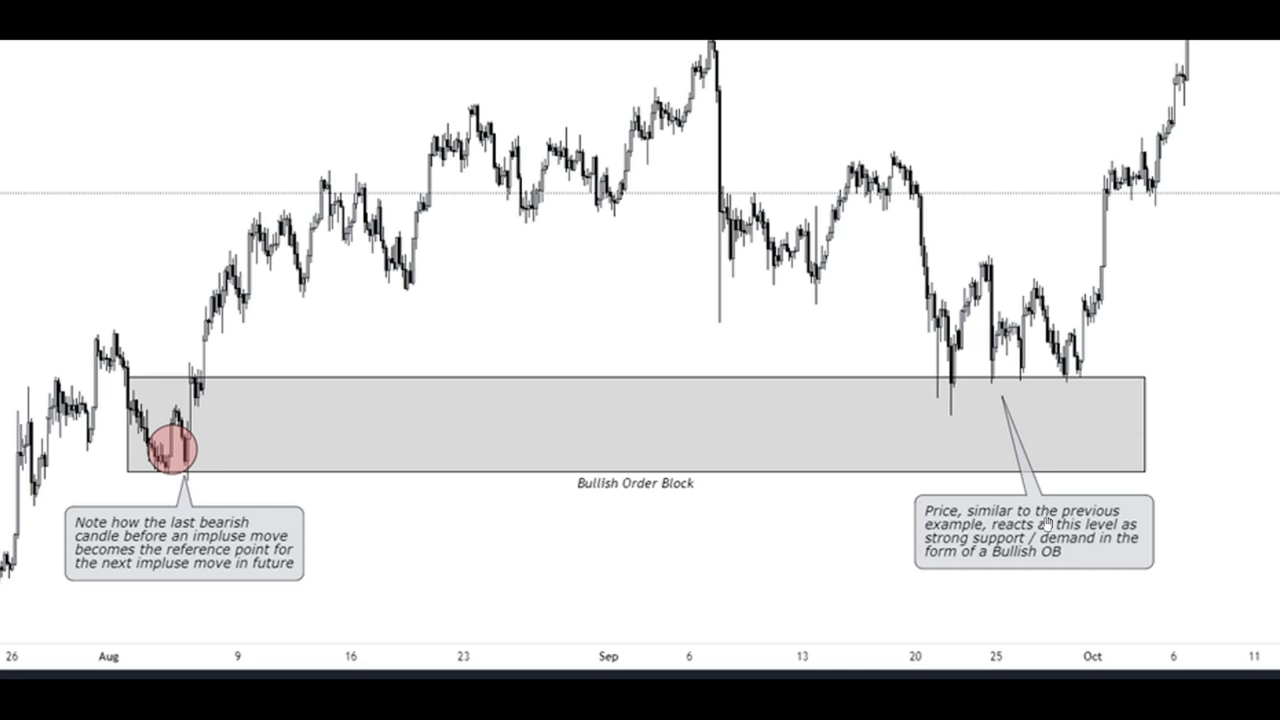 Bullish Order Block
Note how the last bearish
candle before an impluse move
becomes the reference point for
the next impluse move in future
Price, similar to the previous
example, reacts at this level as
strong support / demand in the
form of a Bullish OB
26 Aug 9 16 23 Sep 6 13 20 25 Oct 6 11